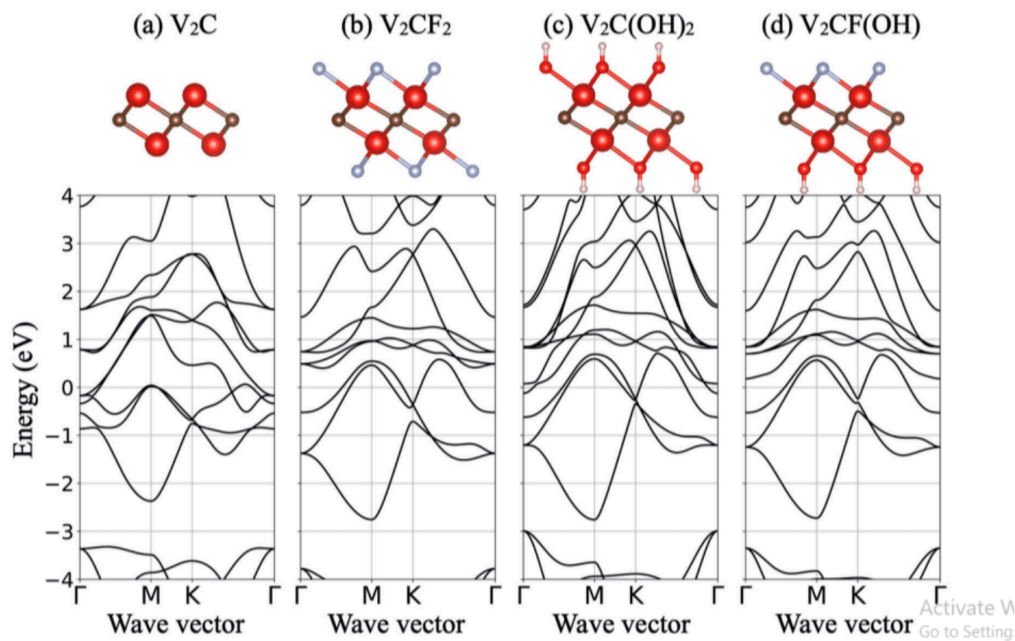 (a) V₂C (b) V₂CF₂ (c) V₂C(OH)₂ (d) V₂CF(OH)
Energy (eV)
4
3
2
1
0
−1
−2
−3
−4
Γ M K Γ Γ M K Γ Γ M K Γ Γ M K Γ
Wave vector Wave vector Wave vector Wave vector
Activate W
Go to Setting